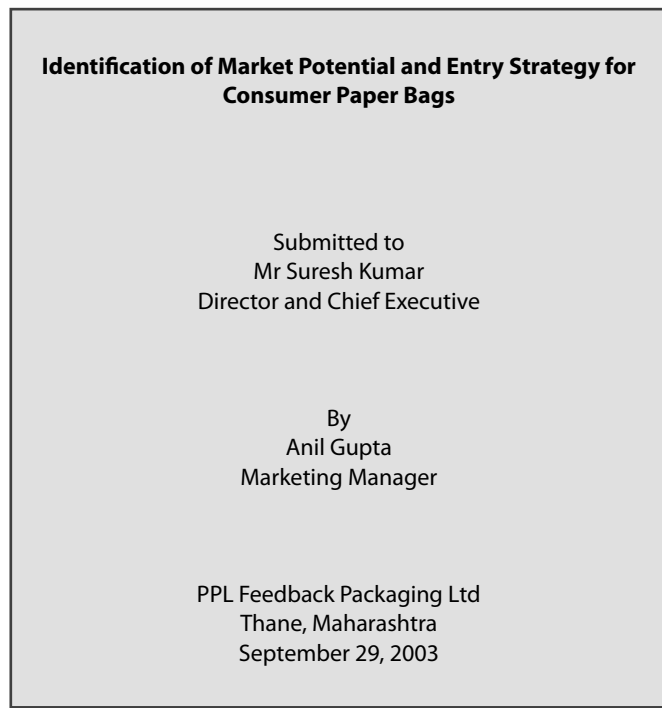 Identification of Market Potential and Entry Strategy for
Consumer Paper Bags
Submitted to
Mr Suresh Kumar
Director and Chief Executive
By
Anil Gupta
Marketing Manager
PPL Feedback Packaging Ltd
Thane, Maharashtra
September 29, 2003